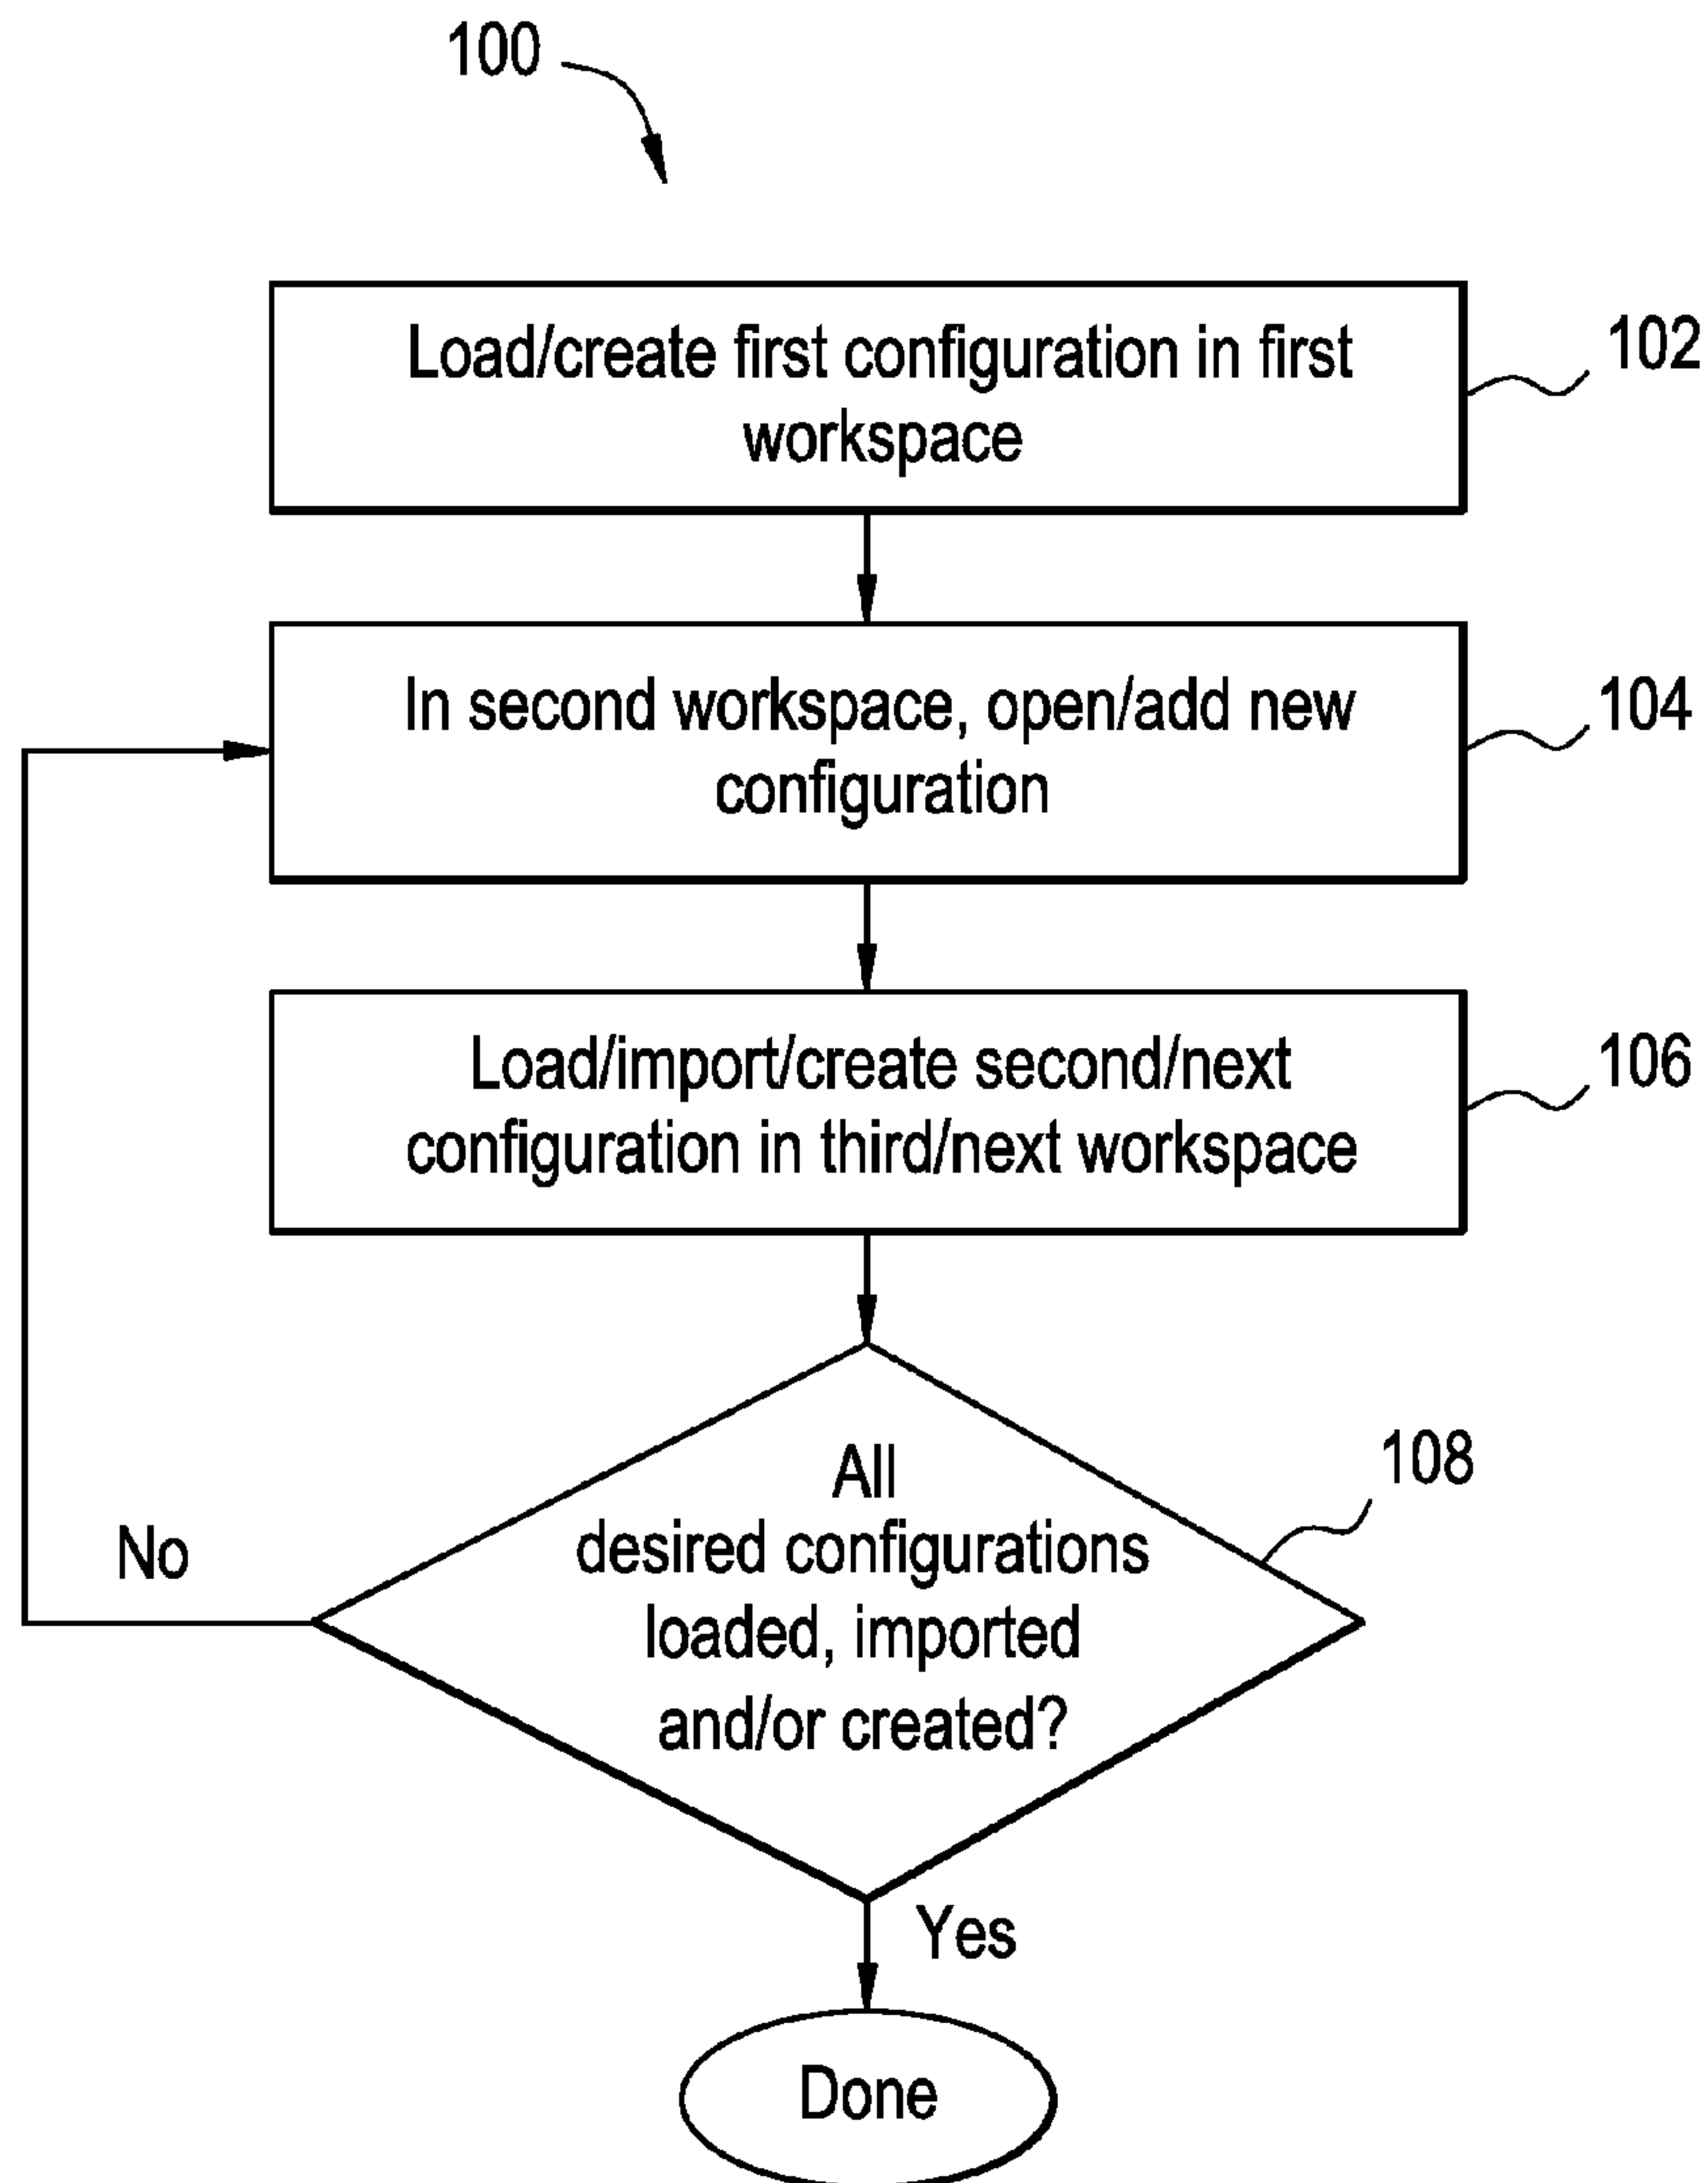 100
Load/create first configuration in first
workspace
102
In second workspace, open/add new
configuration
104
Load/import/create second/next
configuration in third/next workspace
106
All
desired configurations
loaded, imported
and/or created?
108
No
Yes
Done